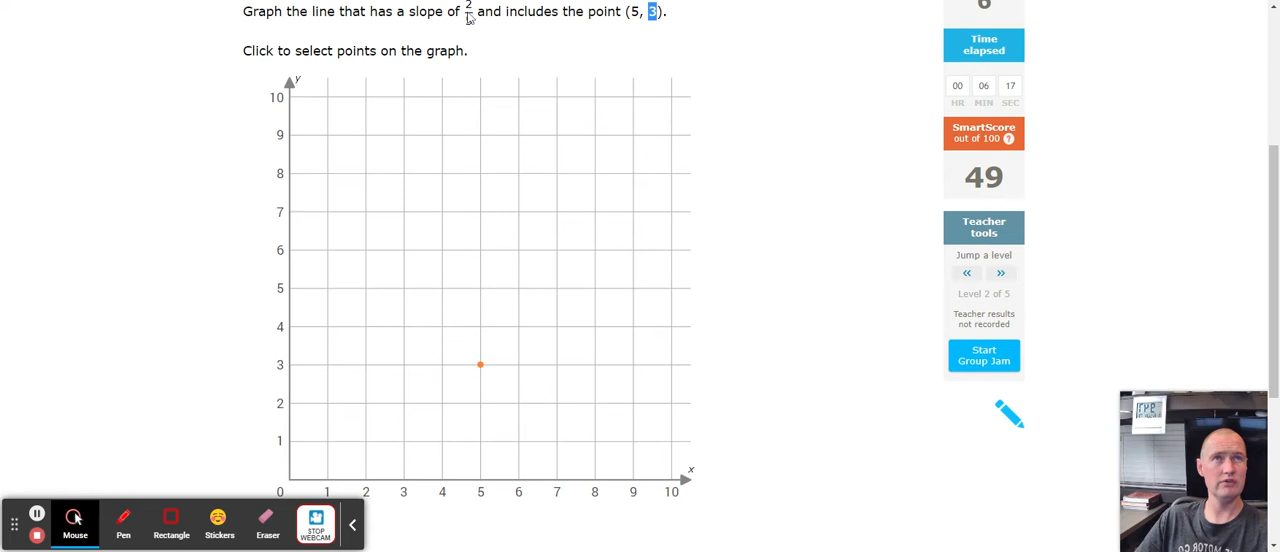 6
Graph the line that has a slope of 2/ and includes the point (5, 3).
Click to select points on the graph.
y
10
9
8
7
6
5
4
3
2
1
0 1 2 3 4 5 6 7 8 9 10
x
Time
elapsed
00 06 17
HR MIN SEC
SmartScore
out of 100 ?
49
Teacher
tools
Jump a level
« »
Level 2 of 5
Teacher results
not recorded
Start
Group Jam
Mouse Pen Rectangle Stickers Eraser STOP
WEBCAM